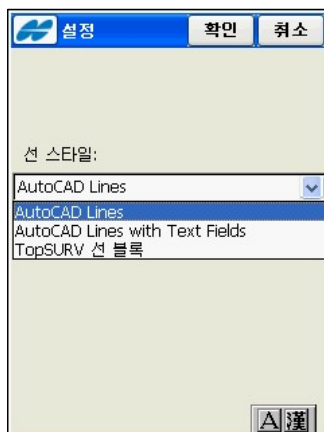 설정 확인 취소
선 스타일:
AutoCAD Lines
AutoCAD Lines
AutoCAD Lines with Text Fields
TopSURV 선 블록
A漢